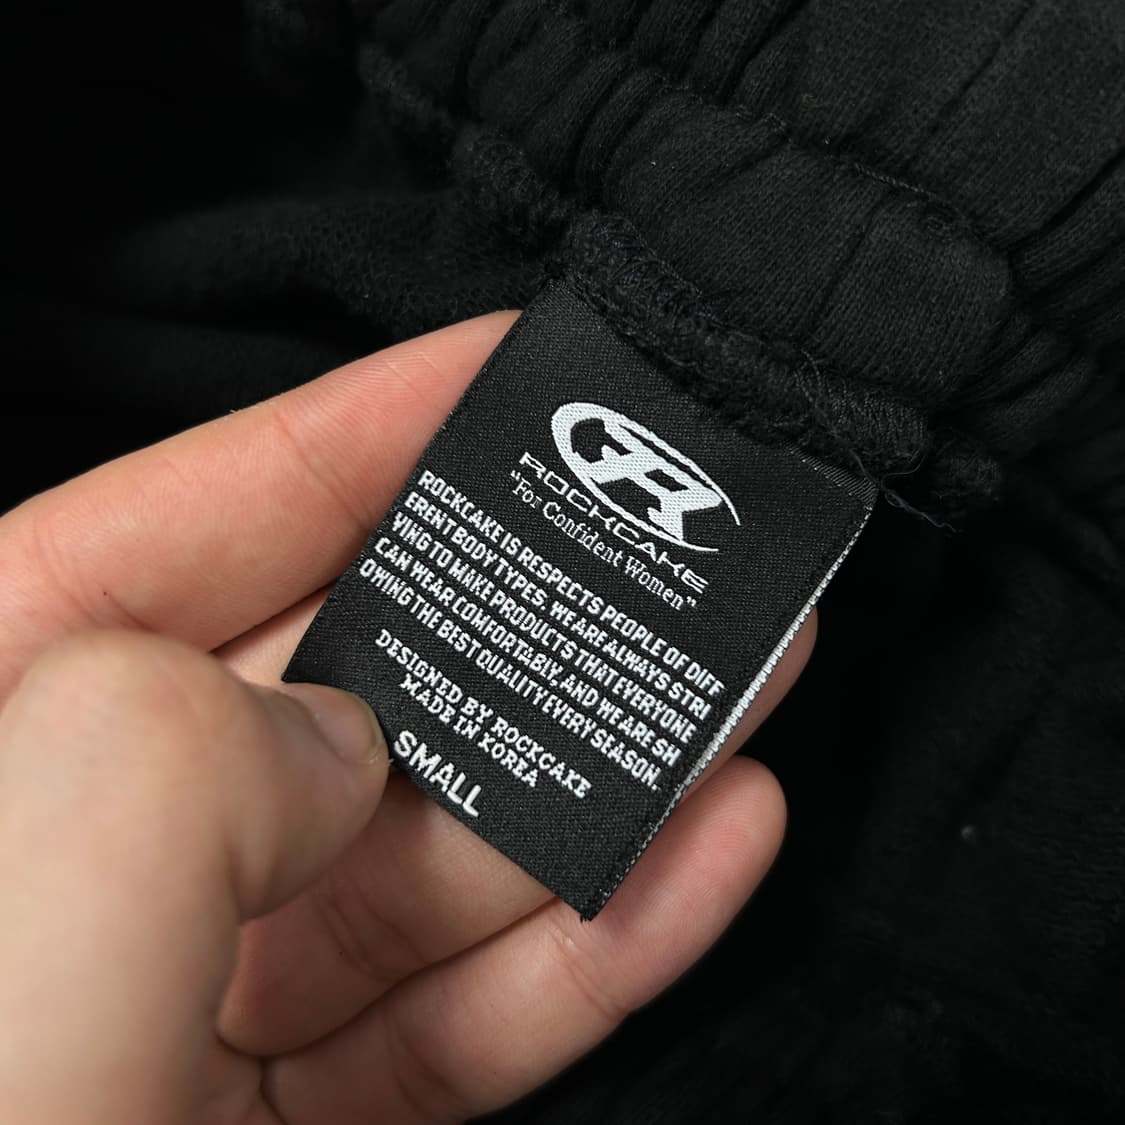 ROCKCAKE
"For Confident Women"
ROCKCAKE IS RESPECTS PEOPLE OF DIFF
ERENT BODY TYPES. WE ARE ALWAYS STRI
VING TO MAKE PRODUCTS THAT EVERYONE
CAN WEAR COMFORTABLY, AND WE ARE SH
OWING THE BEST QUALITY EVERY SEASON.
DESIGNED BY ROCKCAKE
MADE IN KOREA
SMALL